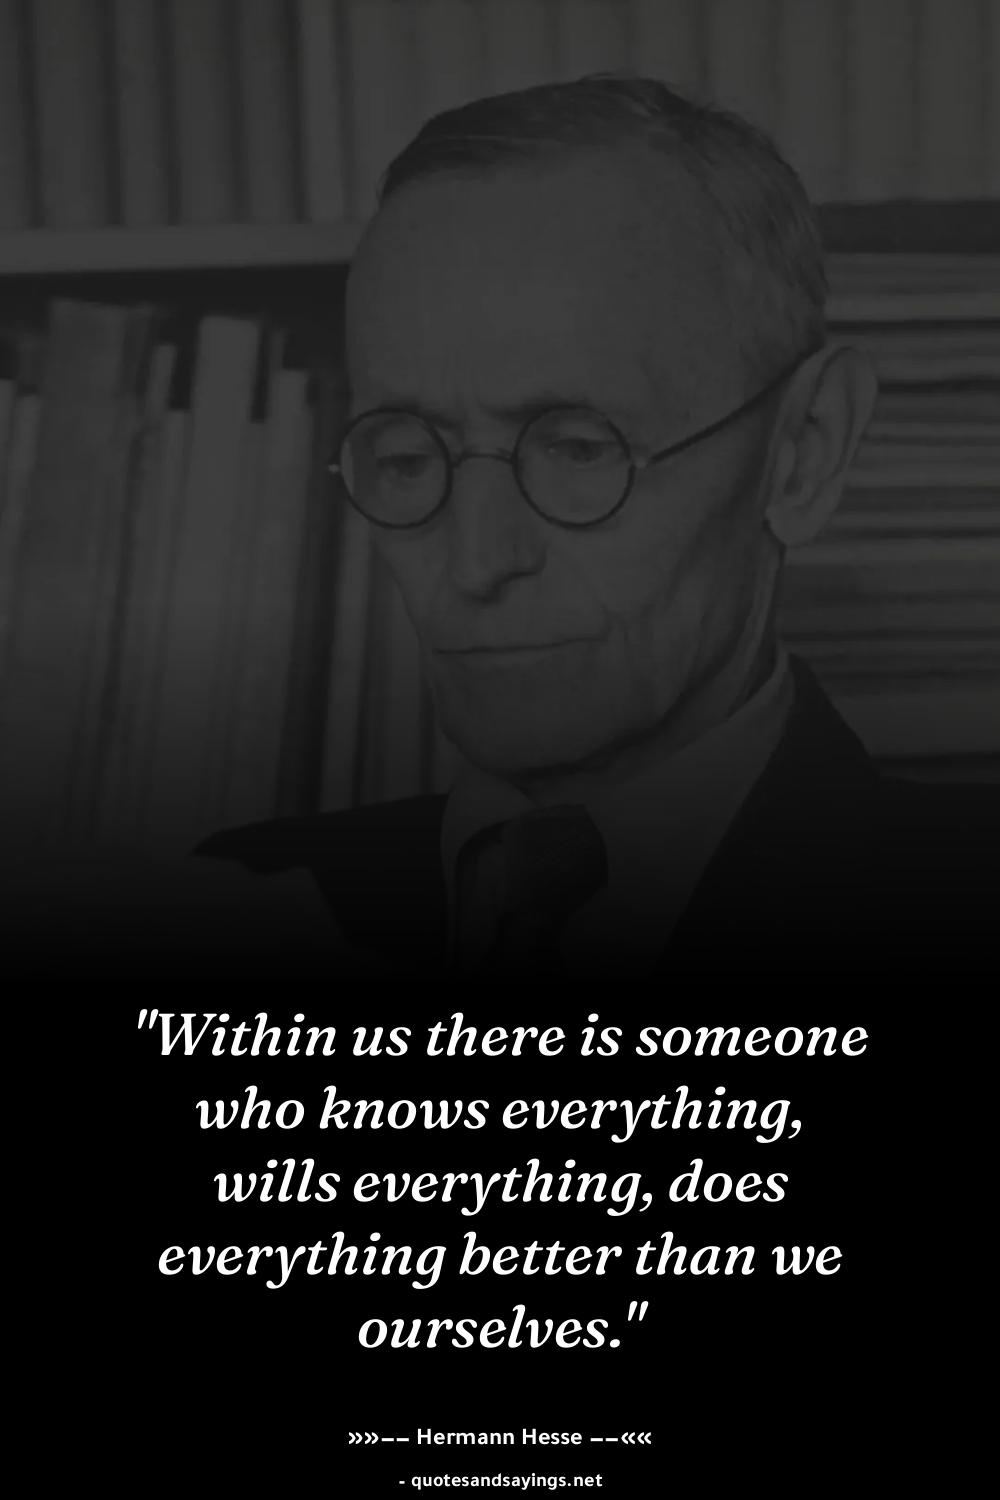 "Within us there is someone
who knows everything,
wills everything, does
everything better than we
ourselves."
»»–– Hermann Hesse ––««
- quotesandsayings.net